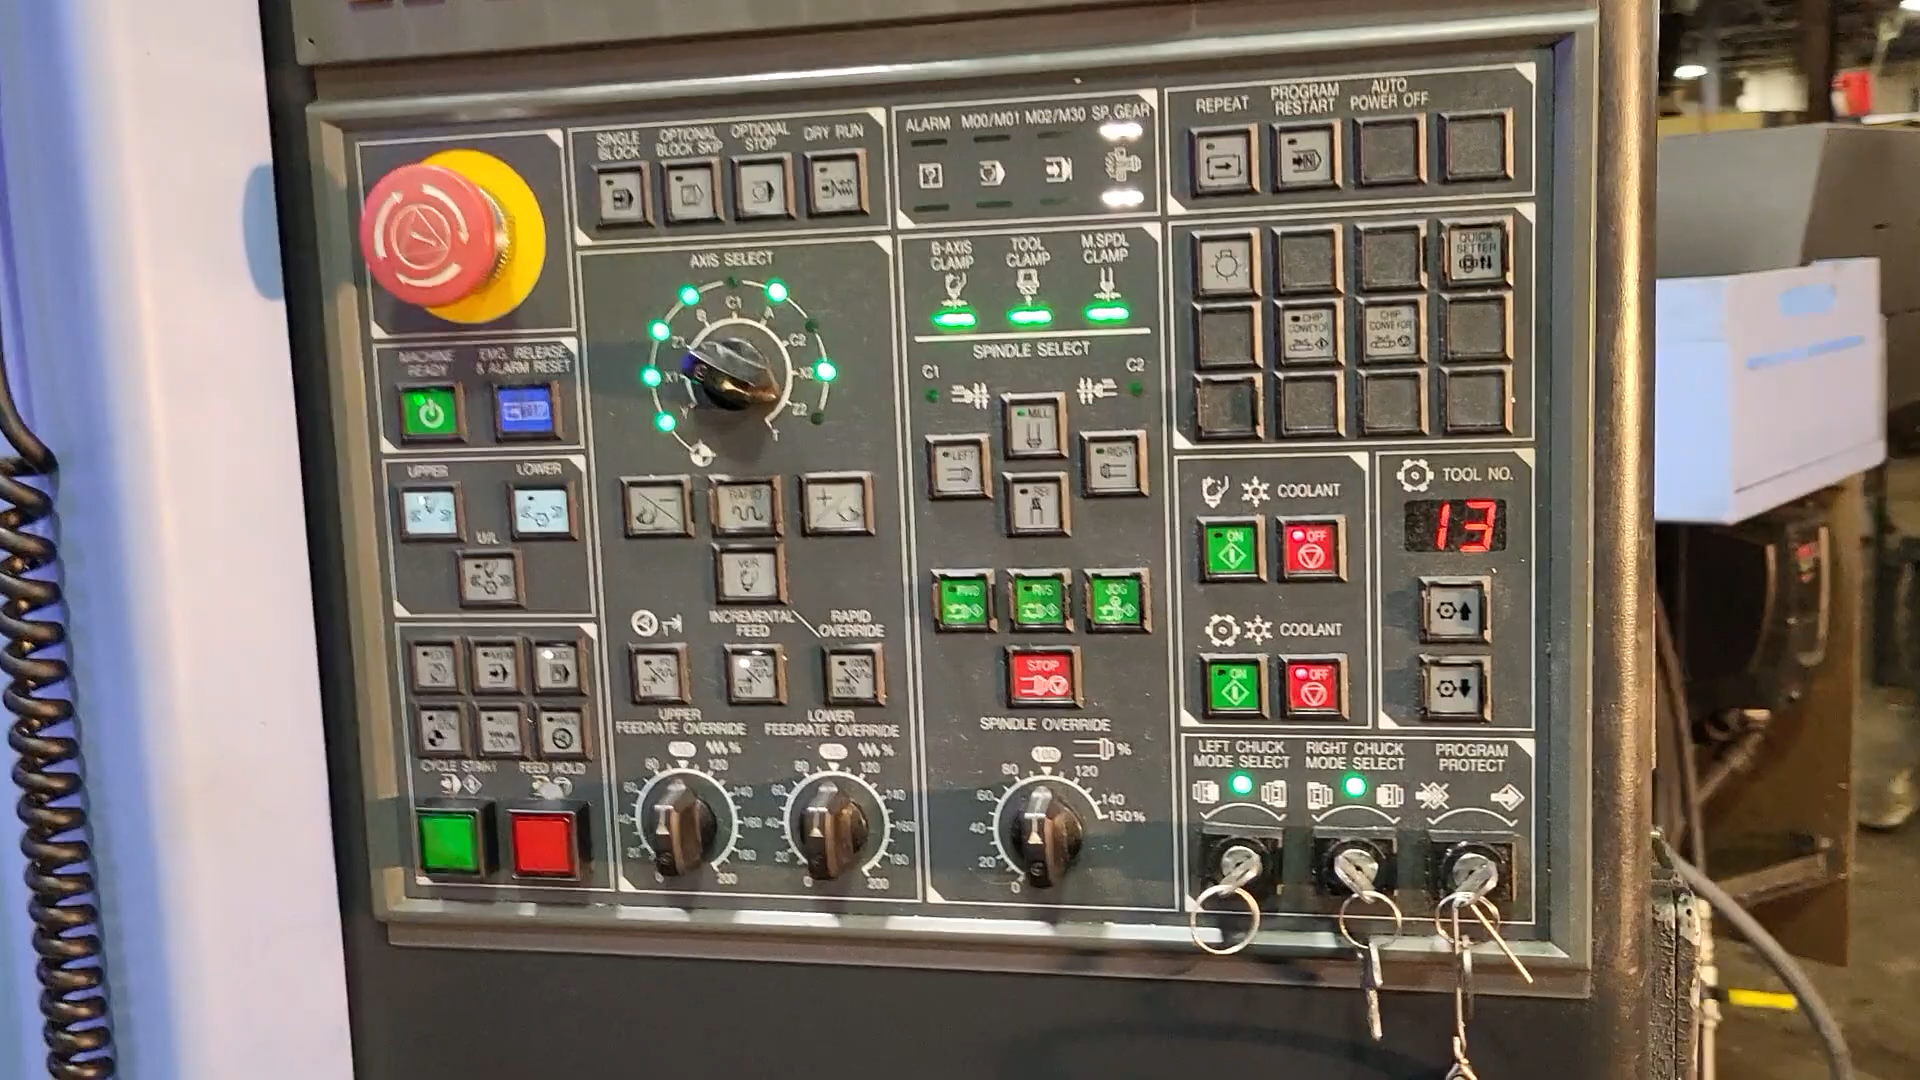 SINGLE BLOCK
OPTIONAL BLOCK SKIP
OPTIONAL STOP
DRY RUN
ALARM M00/M01 M02/M30 SP.GEAR
REPEAT
PROGRAM RESTART
AUTO POWER OFF
AXIS SELECT
C1
B
A
Z1
C2
X1
X2
Y
Z2
B-AXIS CLAMP
TOOL CLAMP
M.SPDL CLAMP
QUICK SETTER
CHIP CONVEYOR
CHIP CONVEYOR
MACHINE READY
EMG. RELEASE & ALARM RESET
SPINDLE SELECT
C1
C2
MILL
LEFT
RIGHT
UPPER
LOWER
U/L
RAPID
COOLANT
ON
OFF
TOOL NO.
13
FWD
RVS
JOG
INCREMENTAL FEED
RAPID OVERRIDE
X1
X10
100%
X100
STOP
COOLANT
ON
OFF
UPPER FEEDRATE OVERRIDE
LOWER FEEDRATE OVERRIDE
SPINDLE OVERRIDE
CYCLE START
FEED HOLD
0 20 40 60 80 100 120 140 160 180 200 %
0 20 40 60 80 100 120 140 160 180 200 %
0 20 40 60 80 100 120 140 150% %
LEFT CHUCK MODE SELECT
RIGHT CHUCK MODE SELECT
PROGRAM PROTECT